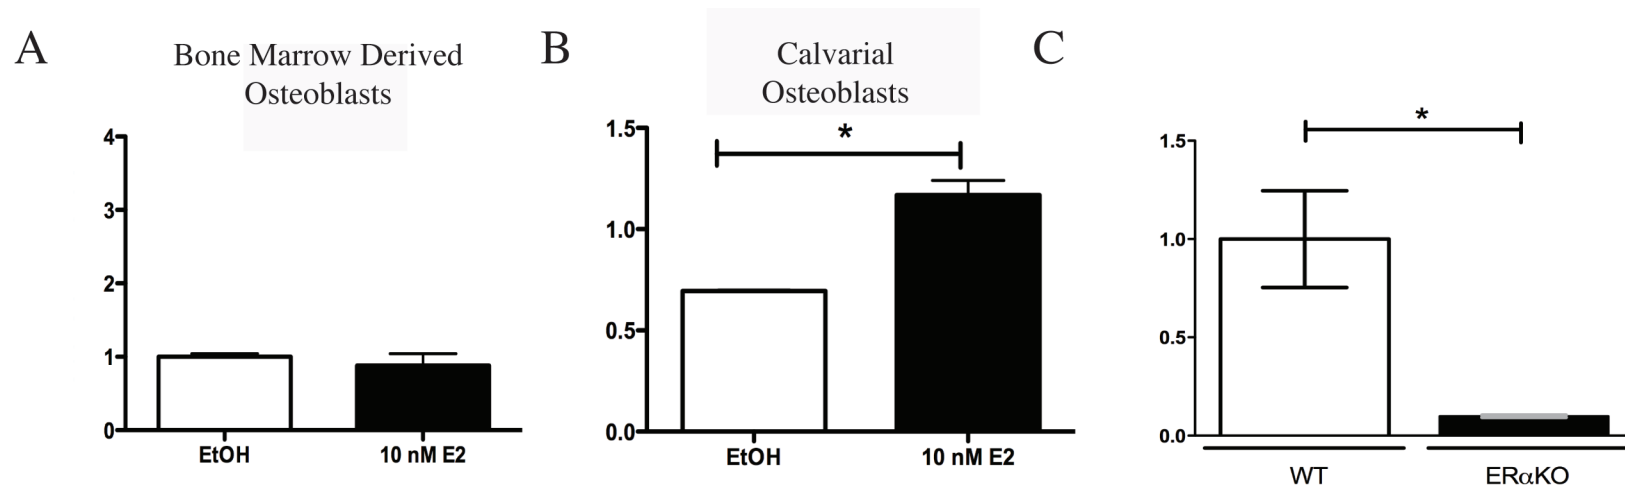 A
Bone Marrow Derived
Osteoblasts
4
3
2
1
0
EtOH
10 nM E2
B
Calvarial
Osteoblasts
*
1.5
1.0
0.5
0.0
EtOH
10 nM E2
C
*
1.5
1.0
0.5
0.0
WT
ERαKO